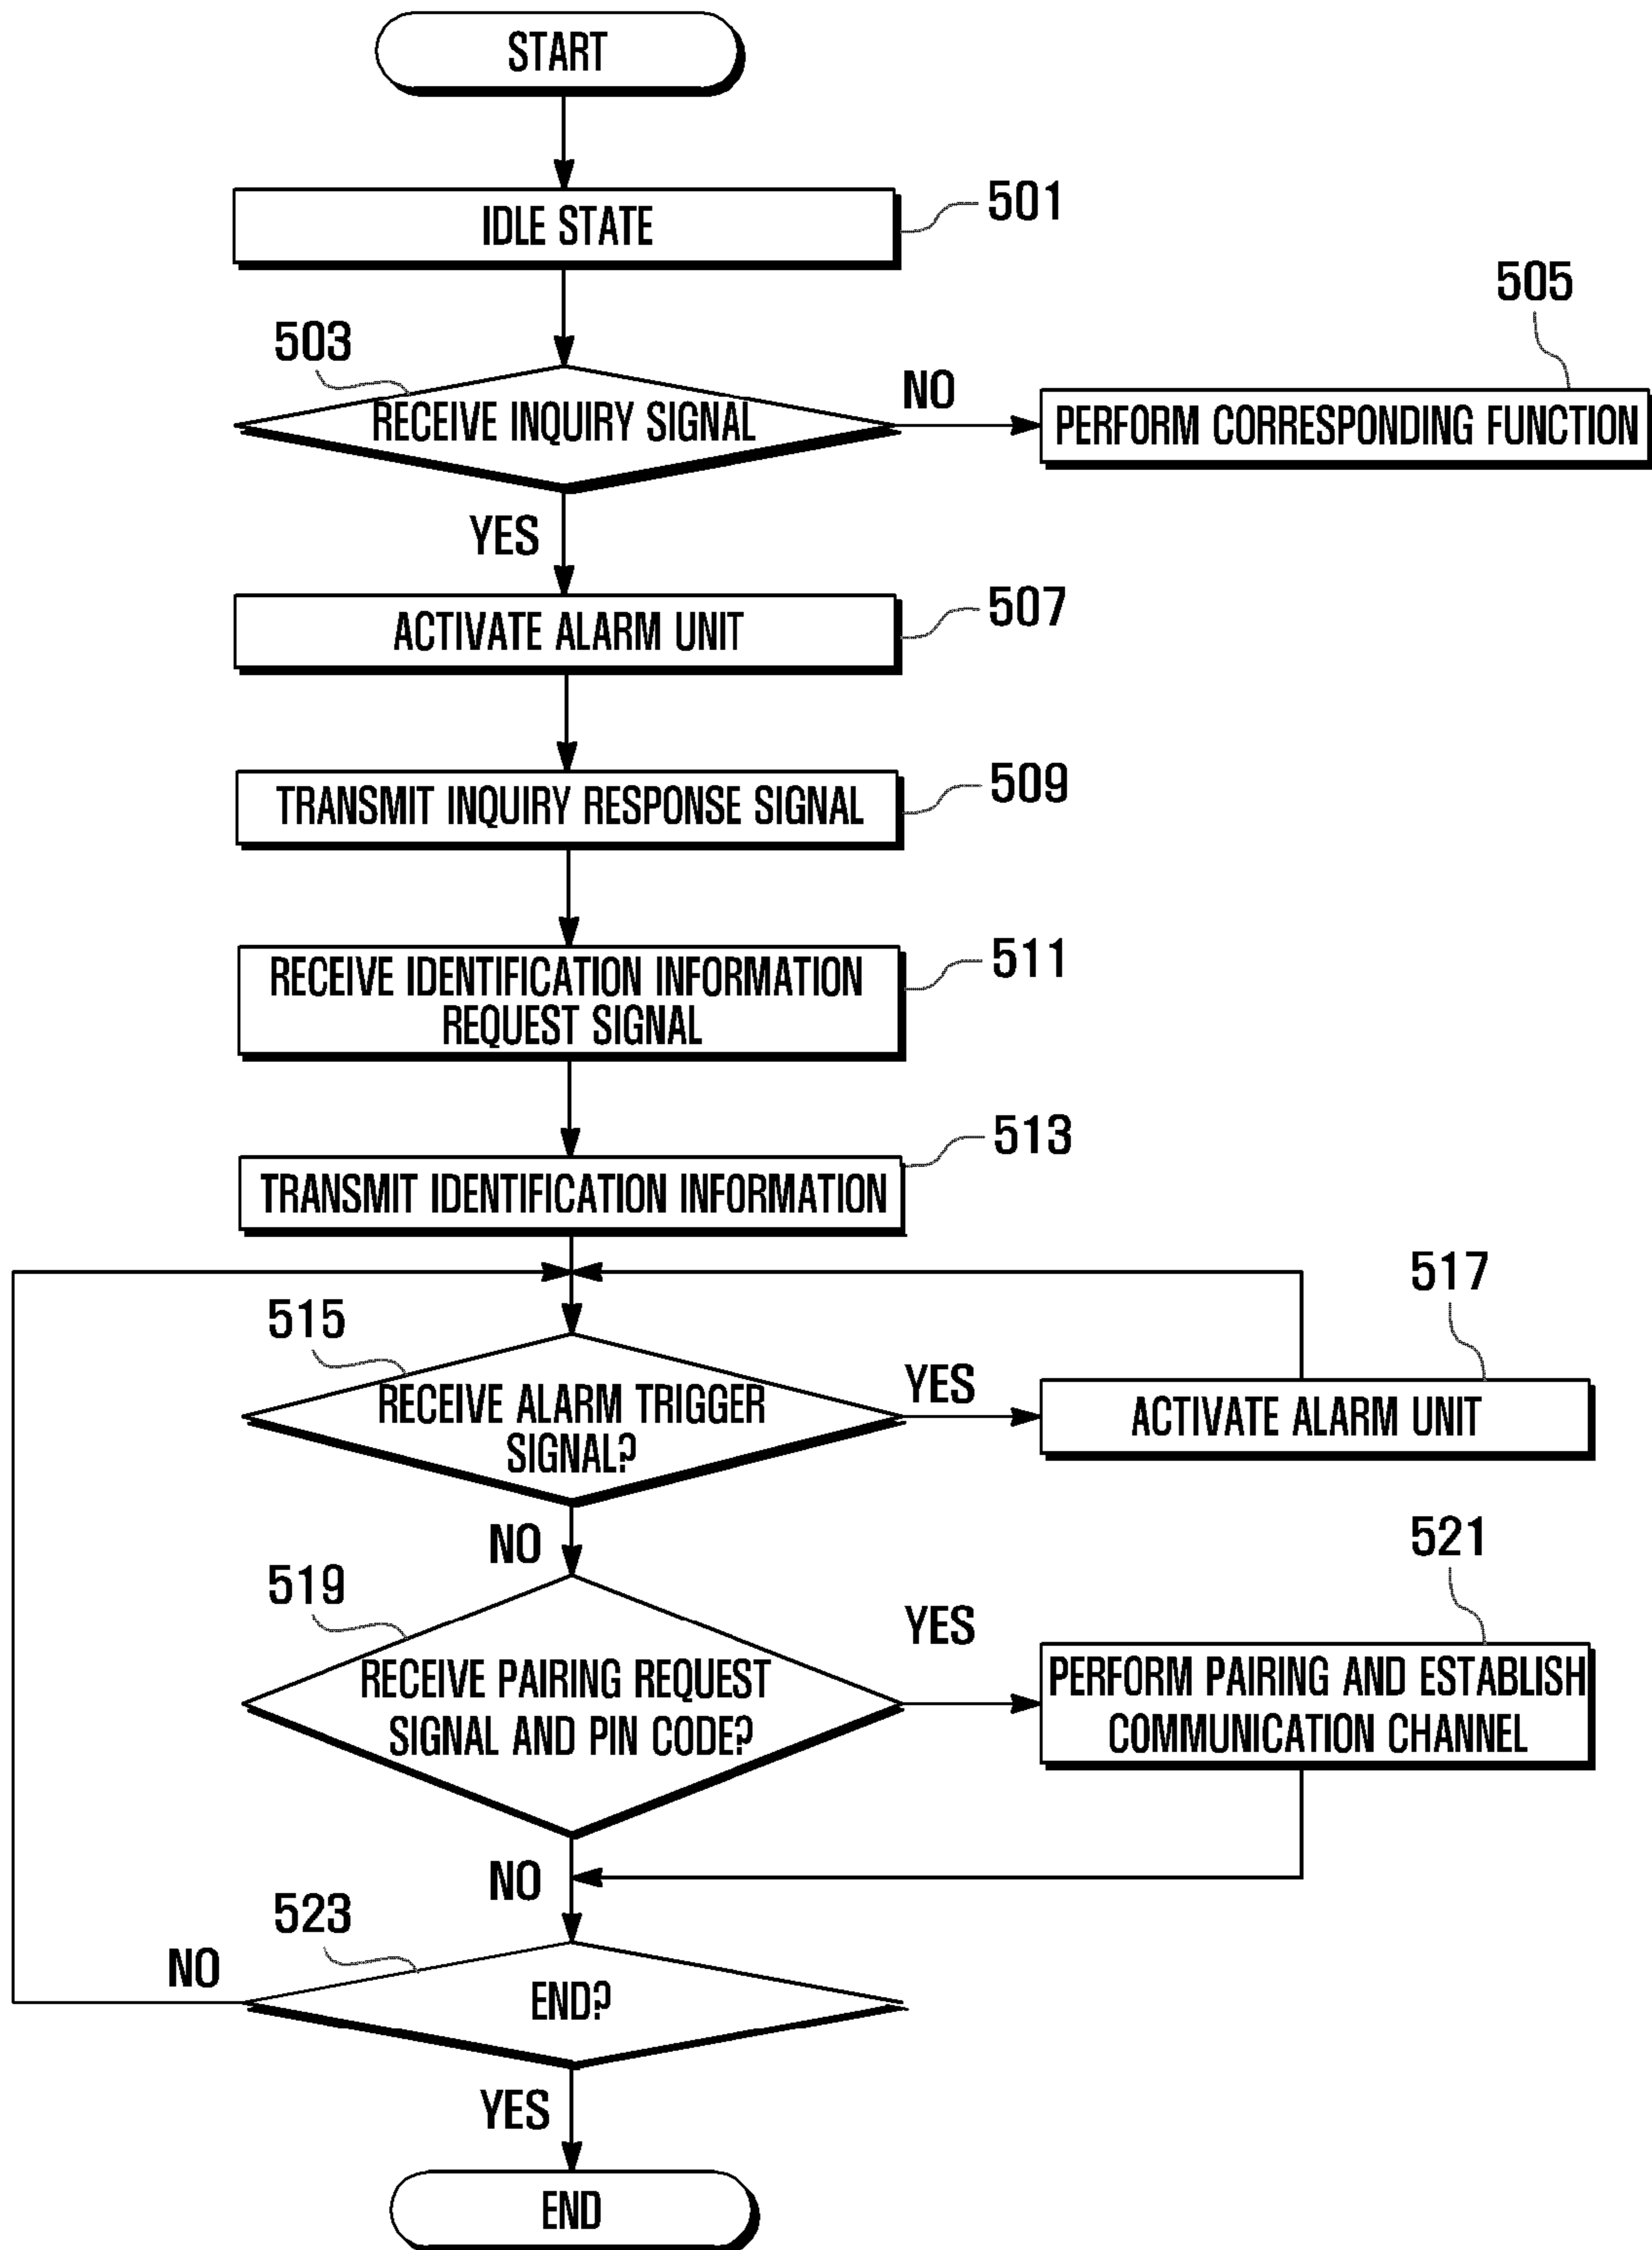 START
IDLE STATE
501
505
503
RECEIVE INQUIRY SIGNAL
NO
PERFORM CORRESPONDING FUNCTION
YES
ACTIVATE ALARM UNIT
507
TRANSMIT INQUIRY RESPONSE SIGNAL
509
RECEIVE IDENTIFICATION INFORMATION
REQUEST SIGNAL
511
TRANSMIT IDENTIFICATION INFORMATION
513
517
515
RECEIVE ALARM TRIGGER
SIGNAL?
YES
ACTIVATE ALARM UNIT
NO
521
519
RECEIVE PAIRING REQUEST
SIGNAL AND PIN CODE?
YES
PERFORM PAIRING AND ESTABLISH
COMMUNICATION CHANNEL
NO
523
NO
END?
YES
END